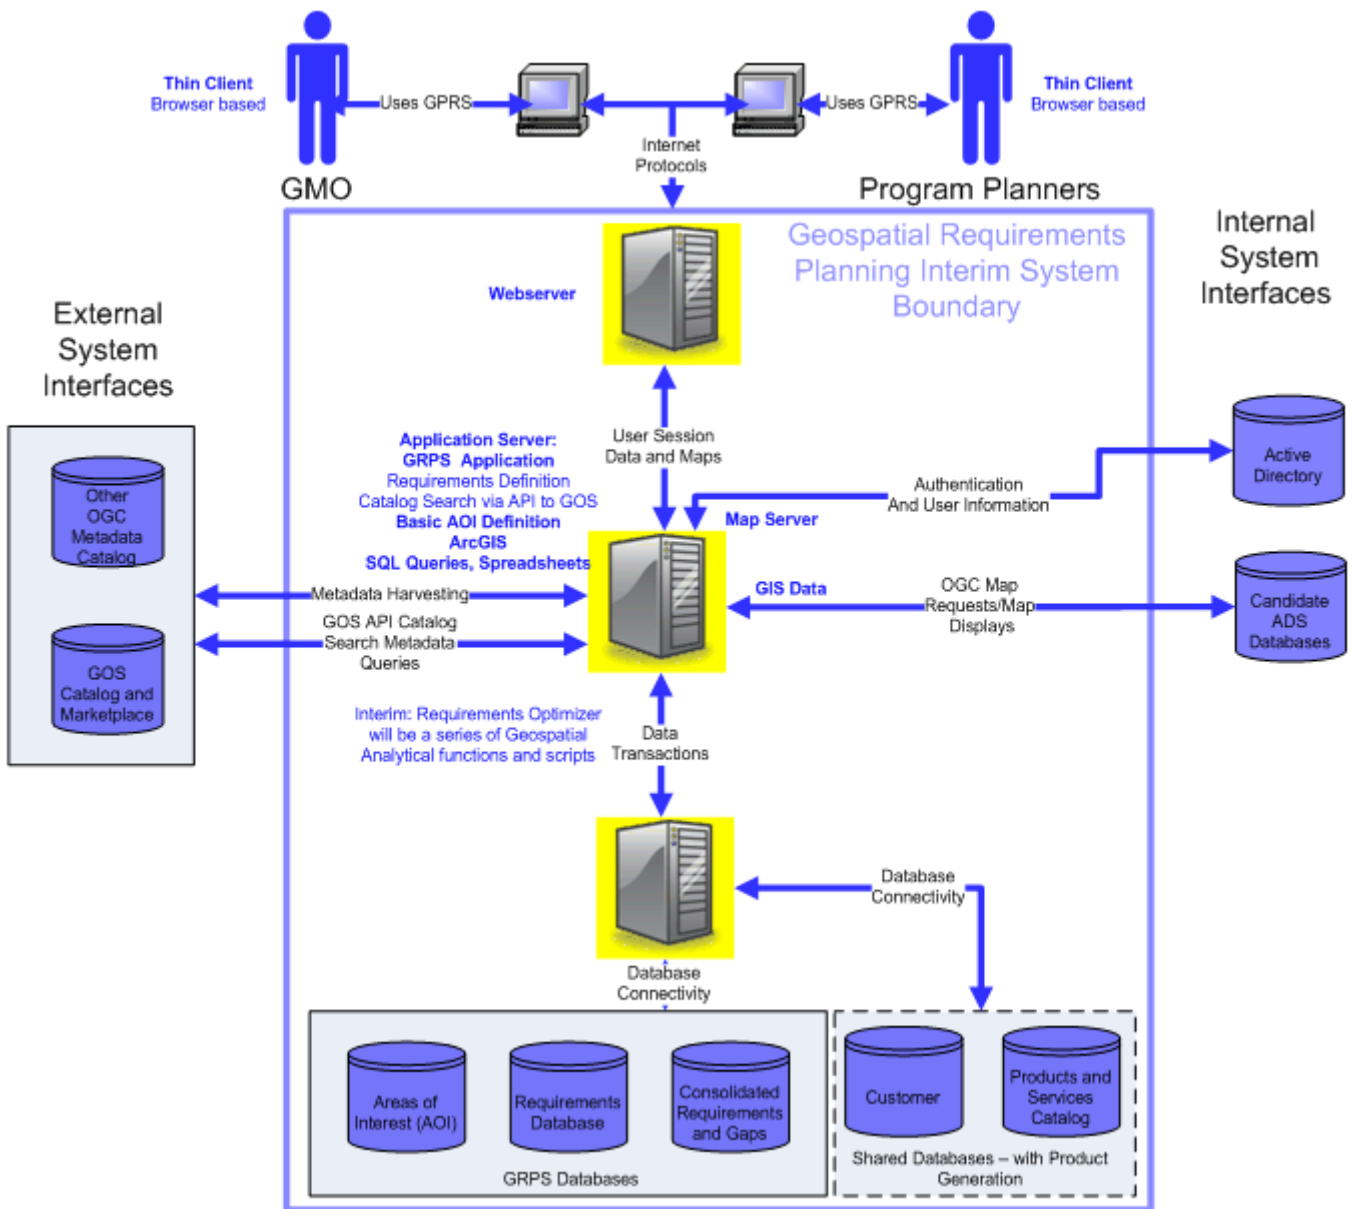 Thin Client
Browser based
Uses GPRS
Uses GPRS
Thin Client
Browser based
Internet
Protocols
GMO
Program Planners
Geospatial Requirements
Planning Interim System
Boundary
Internal
System
Interfaces
Webserver
External
System
Interfaces
User Session
Data and Maps
Application Server:
GRPS Application
Requirements Definition
Catalog Search via API to GOS
Basic AOI Definition
ArcGIS
SQL Queries, Spreadsheets
Map Server
Authentication
And User Information
Active
Directory
Other
OGC
Metadata
Catalog
Metadata Harvesting
GOS API Catalog
Search Metadata
Queries
GIS Data
OGC Map
Requests/Map
Displays
Candidate
ADS
Databases
GOS
Catalog and
Marketplace
Interim: Requirements Optimizer
will be a series of Geospatial
Analytical functions and scripts
Data
Transactions
Database
Connectivity
Database
Connectivity
Areas of
Interest (AOI)
Requirements
Database
Consolidated
Requirements
and Gaps
GRPS Databases
Customer
Products and
Services
Catalog
Shared Databases – with Product
Generation